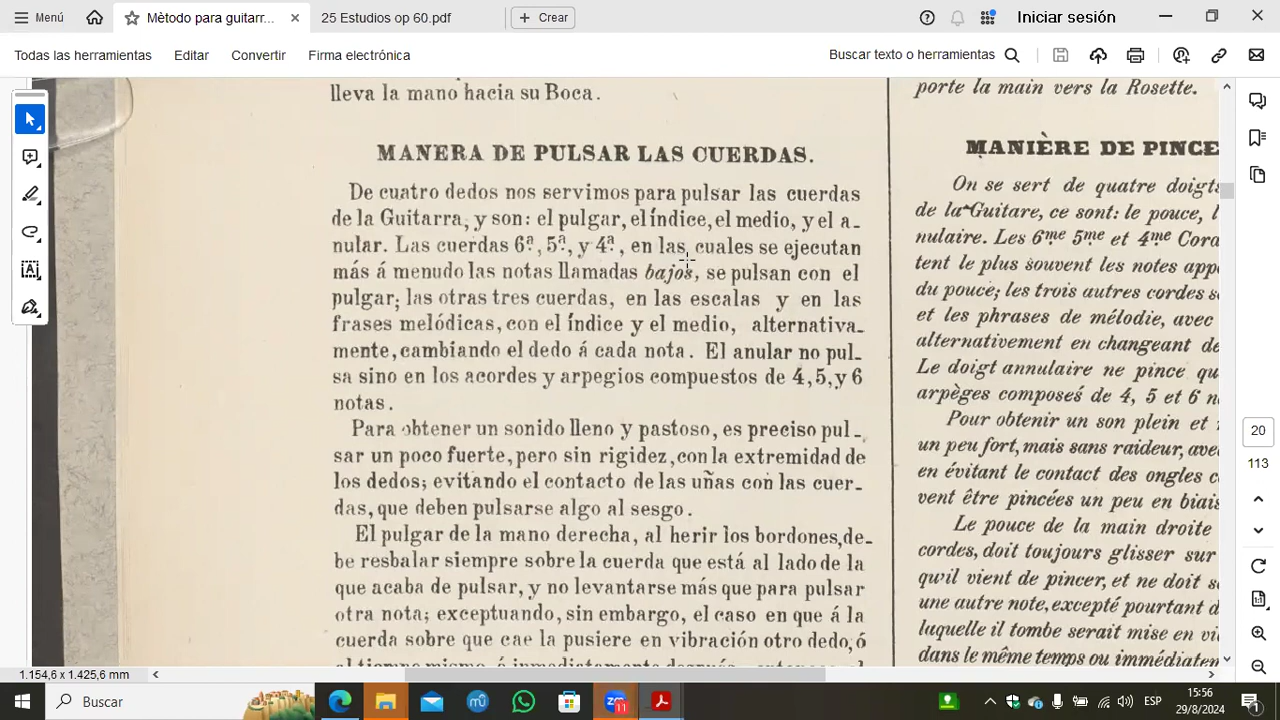 Menú
Mètodo para guitarr...
25 Estudios op 60.pdf
Crear
Iniciar sesión
Todas las herramientas
Editar
Convertir
Firma electrónica
Buscar texto o herramientas
lleva la mano hacia su Boca.
MANERA DE PULSAR LAS CUERDAS.
De cuatro dedos nos servimos para pulsar las cuerdas
de la Guitarra, y son: el pulgar, el índice, el medio, y el a-
nular. Las cuerdas 6ª, 5ª, y 4ª, en las cuales se ejecutan
más á menudo las notas llamadas bajos, se pulsan con el
pulgar; las otras tres cuerdas, en las escalas y en las
frases melódicas, con el índice y el medio, alternativa-
mente, cambiando el dedo á cada nota. El anular no pul-
sa sino en los acordes y arpegios compuestos de 4, 5, y 6
notas.
Para obtener un sonido lleno y pastoso, es preciso pul-
sar un poco fuerte, pero sin rigidez, con la extremidad de
los dedos; evitando el contacto de las uñas con las cuer-
das, que deben pulsarse algo al sesgo.
El pulgar de la mano derecha, al herir los bordones, de-
be resbalar siempre sobre la cuerda que está al lado de la
que acaba de pulsar, y no levantarse más que para pulsar
otra nota; exceptuando, sin embargo, el caso en que á la
cuerda sobre que cae la pusiere en vibración otro dedo, ó
al tiempo mismo, ó inmediatamente después
porte la main vers la Rosette.
MANIÈRE DE PINCE
On se sert de quatre doigts
de la Guitare, ce sont: le pouce, l
nulaire. Les 6me 5me et 4me Cora
tent le plus souvent les notes appe
du pouce; les trois autres cordes s
et les phrases de mélodie, avec
alternativement en changeant de
Le doigt annulaire ne pince qu
arpèges composés de 4, 5 et 6 n
Pour obtenir un son plein et
un peu fort, mais sans raideur, ave
en évitant le contact des ongles
vent être pincées un peu en biais
Le pouce de la main droite
cordes, doit toujours glisser sur
qu'il vient de pincer, et ne doit s
une autre note, excepté pourtant d
laquelle il tombe serait mise en vi
dans le même temps ou immédiatem
20
113
1.154,6 x 1.425,6 mm
Buscar
11
ESP
15:56
29/8/2024
1